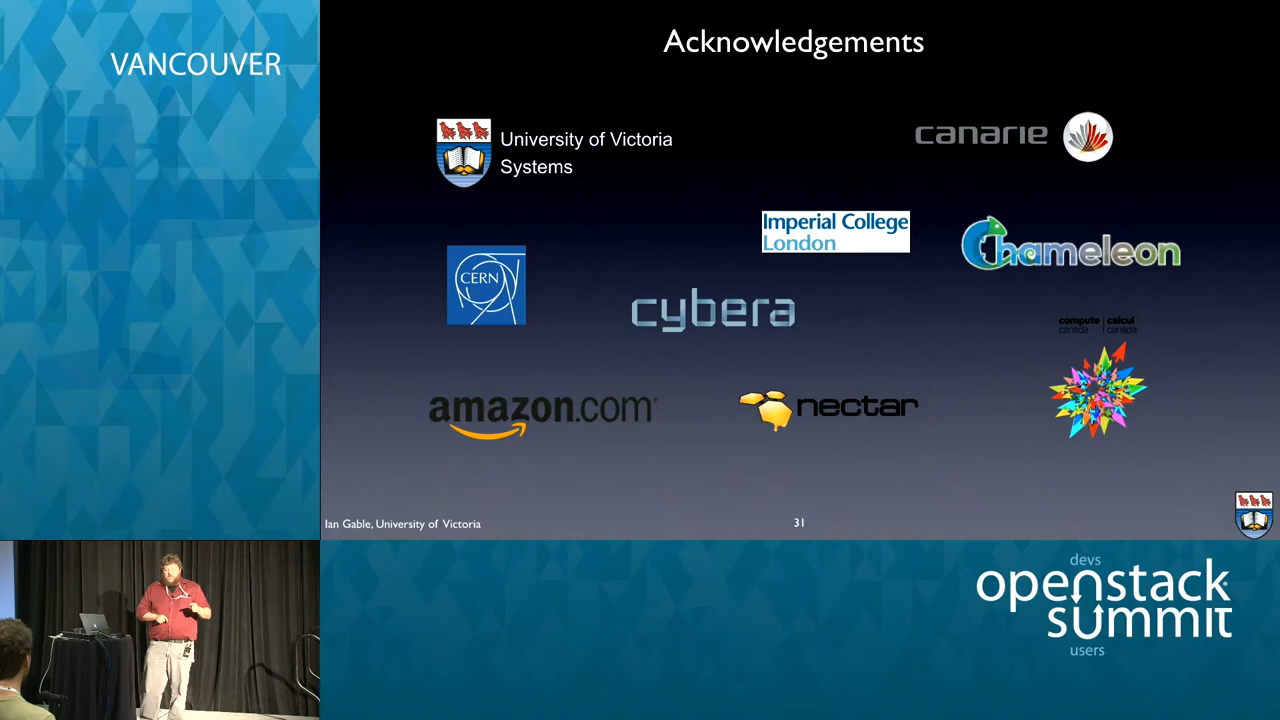 VANCOUVER
Acknowledgements
University of Victoria
Systems
canarie
Imperial College
London
Chameleon
CERN
cybera
compute | calcul
canada | canada
amazon.com
nectar
Ian Gable, University of Victoria
31
devs
openstack
summit
users